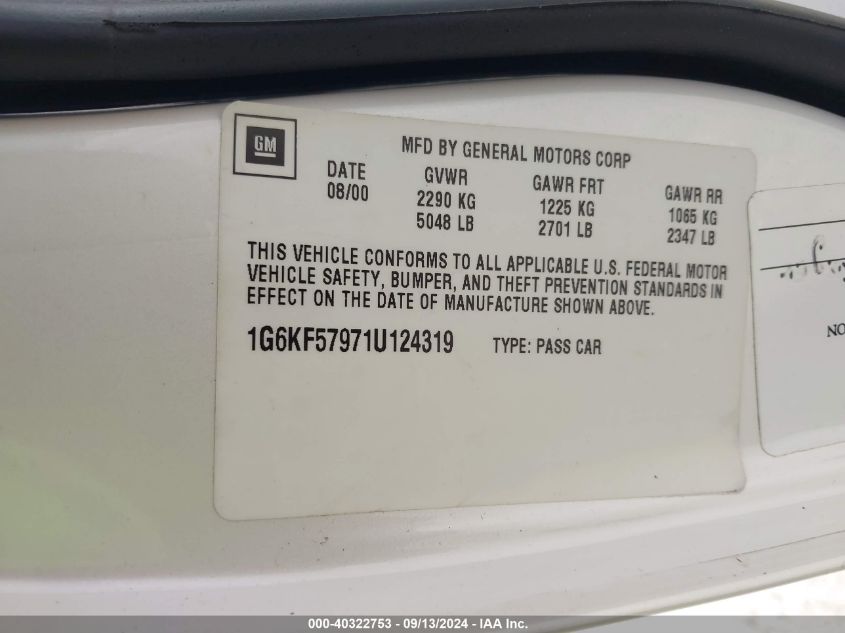 GM
MFD BY GENERAL MOTORS CORP
DATE GVWR GAWR FRT GAWR RR
08/00 2290 KG 1225 KG 1065 KG
5048 LB 2701 LB 2347 LB
THIS VEHICLE CONFORMS TO ALL APPLICABLE U.S. FEDERAL MOTOR
VEHICLE SAFETY, BUMPER, AND THEFT PREVENTION STANDARDS IN
EFFECT ON THE DATE OF MANUFACTURE SHOWN ABOVE.
1G6KF57971U124319 TYPE: PASS CAR
NO
000-40322753 - 09/13/2024 - IAA Inc.